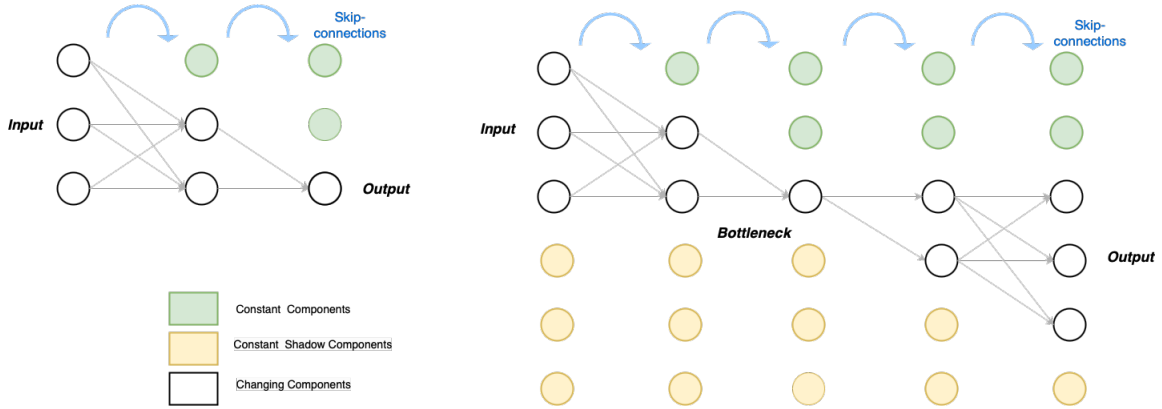 Skip-
connections
Input
Output
Constant Components
Constant Shadow Components
Changing Components
Skip-
connections
Input
Bottleneck
Output